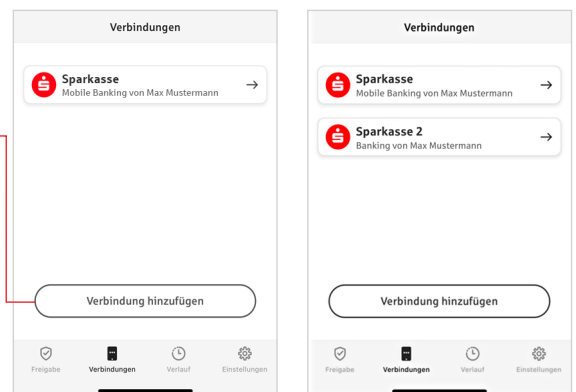 Verbindungen
Sparkasse
Mobile Banking von Max Mustermann
Verbindung hinzufügen
Freigabe Verbindungen Verlauf Einstellungen
Verbindungen
Sparkasse
Mobile Banking von Max Mustermann
Sparkasse 2
Banking von Max Mustermann
Verbindung hinzufügen
Freigabe Verbindungen Verlauf Einstellungen